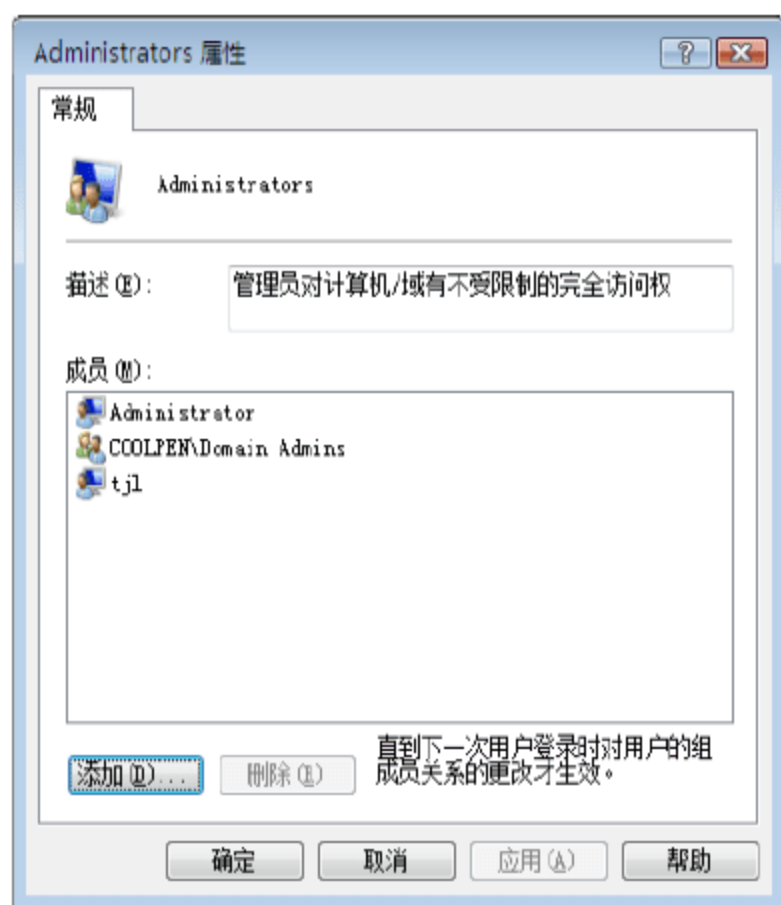 Administrators 属性
常规
Administrators
描述(E):
管理员对计算机/域有不受限制的完全访问权
成员(M):
Administrator
COOLPEN\Domain Admins
tjl
添加(D)...
删除(R)
直到下一次用户登录时对用户的组
成员关系的更改才生效。
确定
取消
应用(A)
帮助